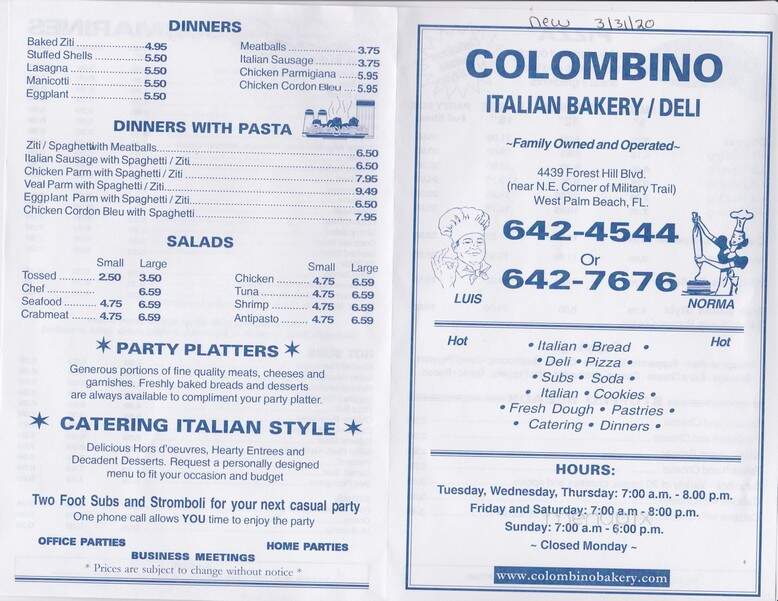 DINNERS
Baked Ziti 4.95
Stuffed Shells 5.50
Lasagna 5.50
Manicotti 5.50
Eggplant 5.50
Meatballs 3.75
Italian Sausage 3.75
Chicken Parmigiana 5.95
Chicken Cordon Bleu 5.95
DINNERS WITH PASTA
Ziti / Spaghetti with Meatballs 6.50
Italian Sausage with Spaghetti / Ziti 6.50
Chicken Parm with Spaghetti / Ziti 7.95
Veal Parm with Spaghetti / Ziti 9.49
Eggplant Parm with Spaghetti / Ziti 6.50
Chicken Cordon Bleu with Spaghetti 7.95
SALADS
Small Large
Tossed 2.50 3.50
Chef 6.59
Seafood 4.75 6.59
Crabmeat 4.75 6.59
Small Large
Chicken 4.75 6.59
Tuna 4.75 6.59
Shrimp 4.75 6.59
Antipasto 4.75 6.59
PARTY PLATTERS
Generous portions of fine quality meats, cheeses and
garnishes. Freshly baked breads and desserts
are always available to compliment your party platter.
CATERING ITALIAN STYLE
Delicious Hors d'oeuvres, Hearty Entrees and
Decadent Desserts. Request a personally designed
menu to fit your occasion and budget
Two Foot Subs and Stromboli for your next casual party
One phone call allows YOU time to enjoy the party
OFFICE PARTIES
HOME PARTIES
BUSINESS MEETINGS
* Prices are subject to change without notice *
new 3/31/20
COLOMBINO
ITALIAN BAKERY / DELI
~Family Owned and Operated~
4439 Forest Hill Blvd.
(near N.E. Corner of Military Trail)
West Palm Beach, FL.
642-4544
Or
642-7676
LUIS
NORMA
Hot
Hot
• Italian • Bread •
• Deli • Pizza •
• Subs • Soda •
• Italian • Cookies •
• Fresh Dough • Pastries •
• Catering • Dinners •
HOURS:
Tuesday, Wednesday, Thursday: 7:00 a.m. - 8.00 p.m.
Friday and Saturday: 7:00 a.m - 8:00 p.m.
Sunday: 7:00 a.m - 6:00 p.m.
~ Closed Monday ~
www.colombinobakery.com